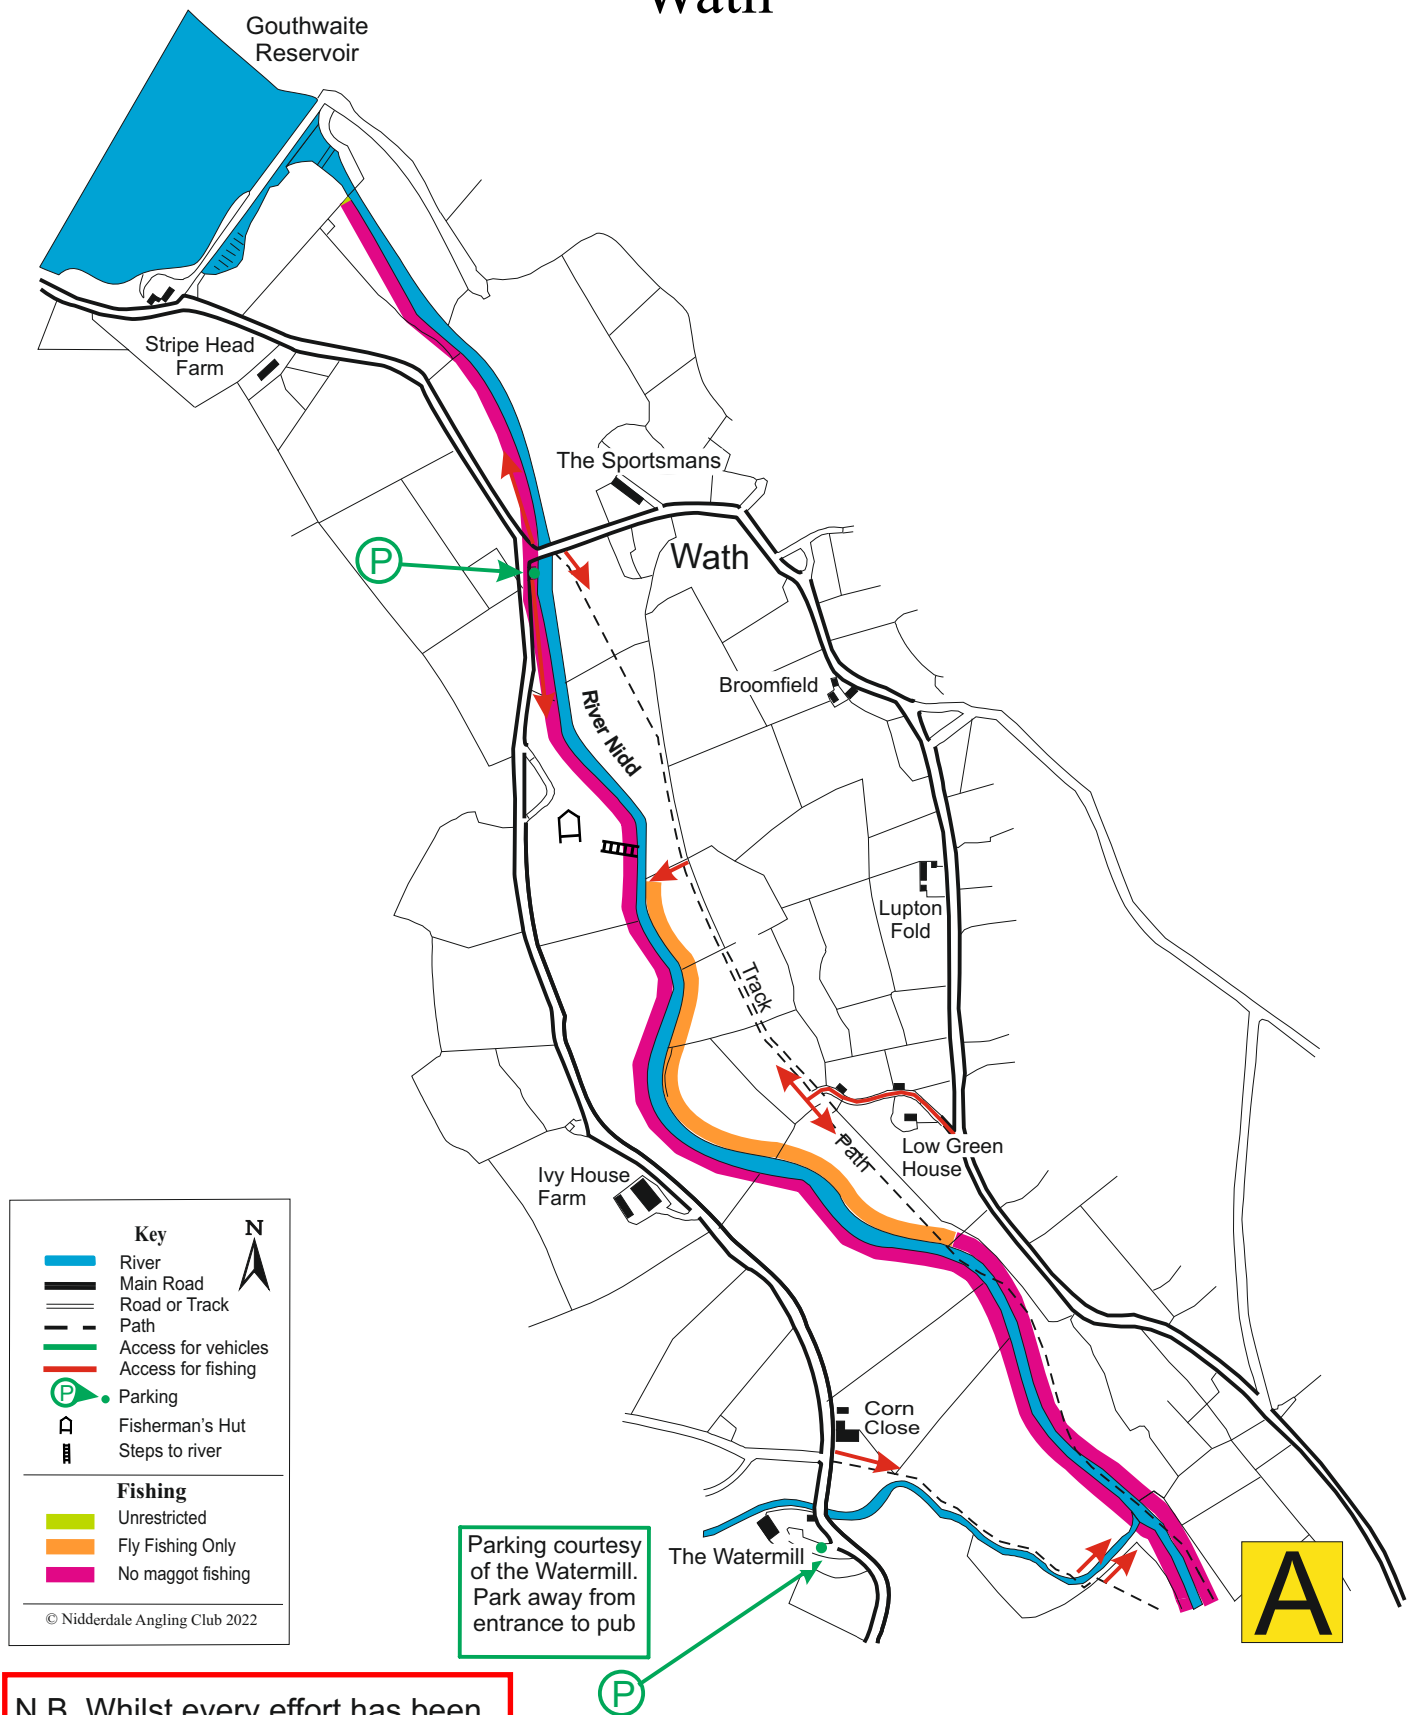 Wath
Gouthwaite
Reservoir
Stripe Head
Farm
The Sportsmans
P
Wath
Broomfield
River Nidd
Lupton
Fold
Track
Path
Low Green
House
Ivy House
Farm
Corn
Close
The Watermill
Parking courtesy
of the Watermill.
Park away from
entrance to pub
P
A
Key
N
River
Main Road
Road or Track
Path
Access for vehicles
Access for fishing
P
Parking
Fisherman's Hut
Steps to river
Fishing
Unrestricted
Fly Fishing Only
No maggot fishing
© Nidderdale Angling Club 2022
N.B. Whilst every effort has been